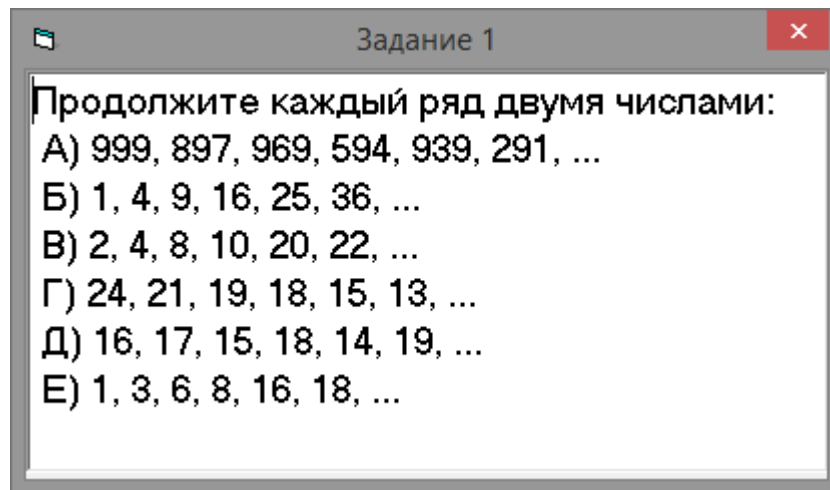 Задание 1
Продолжите каждый ряд двумя числами:
А) 999, 897, 969, 594, 939, 291, ...
Б) 1, 4, 9, 16, 25, 36, ...
В) 2, 4, 8, 10, 20, 22, ...
Г) 24, 21, 19, 18, 15, 13, ...
Д) 16, 17, 15, 18, 14, 19, ...
Е) 1, 3, 6, 8, 16, 18, ...